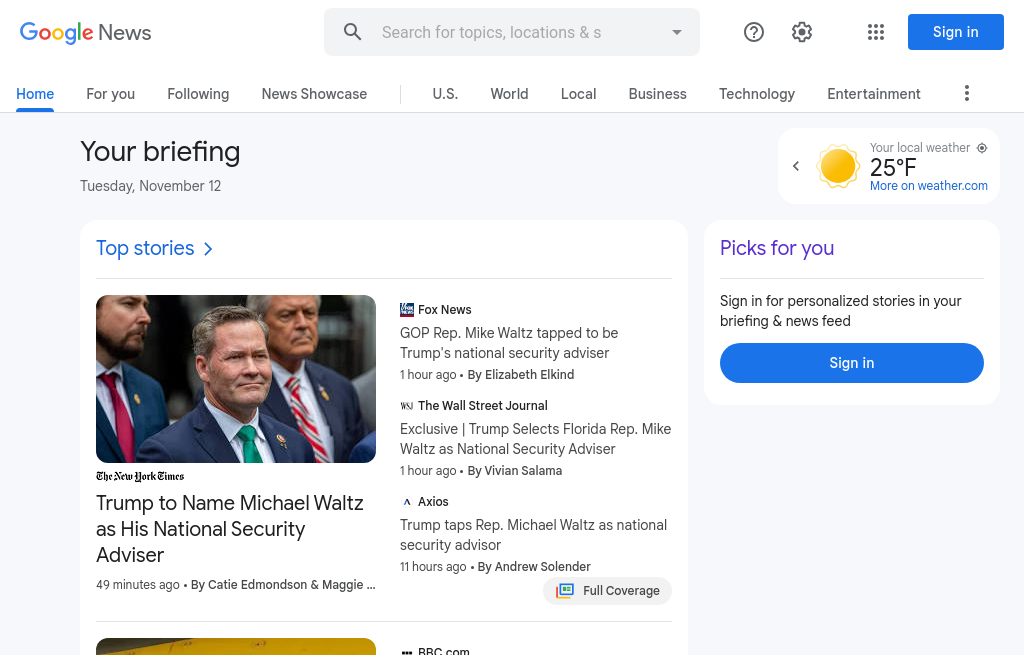 Google News
Search for topics, locations & s
Sign in
Home
For you
Following
News Showcase
U.S.
World
Local
Business
Technology
Entertainment
Your briefing
Tuesday, November 12
Your local weather
25°F
More on weather.com
Top stories
The New York Times
Trump to Name Michael Waltz
as His National Security
Adviser
49 minutes ago • By Catie Edmondson & Maggie ...
Fox News
GOP Rep. Mike Waltz tapped to be
Trump's national security adviser
1 hour ago • By Elizabeth Elkind
WSJ The Wall Street Journal
Exclusive | Trump Selects Florida Rep. Mike
Waltz as National Security Adviser
1 hour ago • By Vivian Salama
Axios
Trump taps Rep. Michael Waltz as national
security advisor
11 hours ago • By Andrew Solender
Full Coverage
BBC.com
Picks for you
Sign in for personalized stories in your
briefing & news feed
Sign in